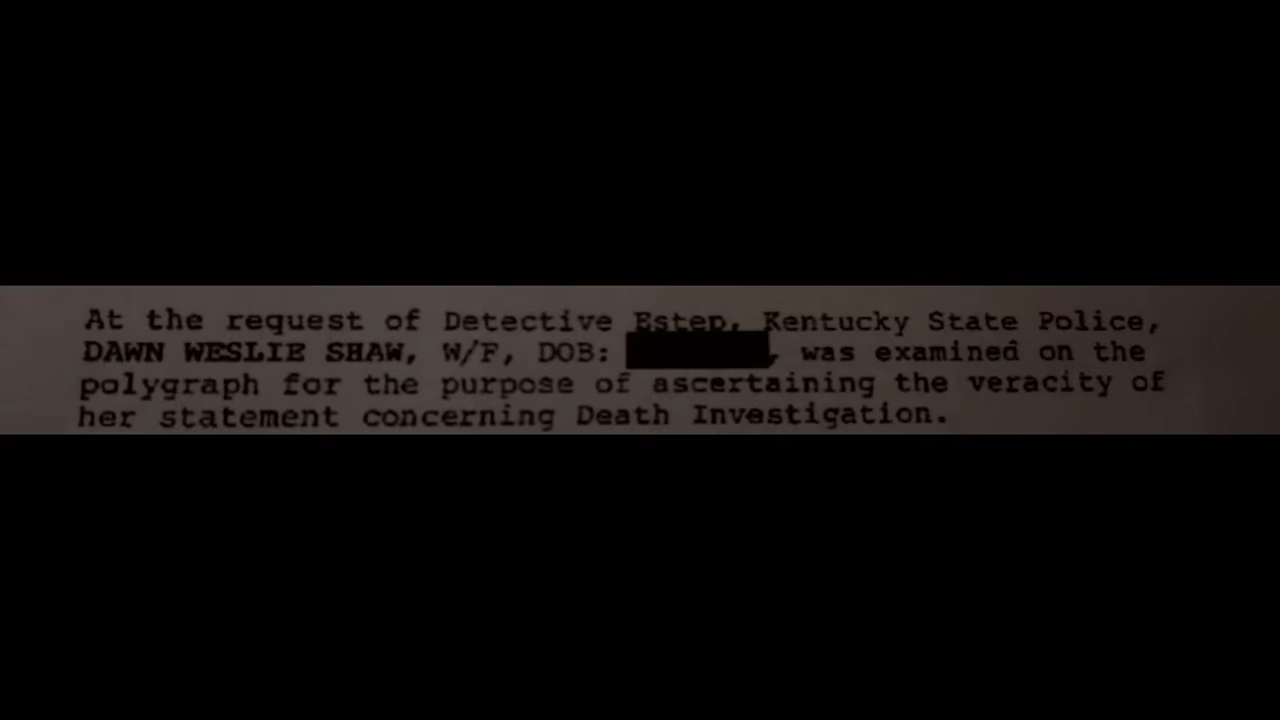 At the request of Detective Estep, Kentucky State Police,
DAWN WESLIE SHAW, W/F, DOB: , was examined on the
polygraph for the purpose of ascertaining the veracity of
her statement concerning Death Investigation.